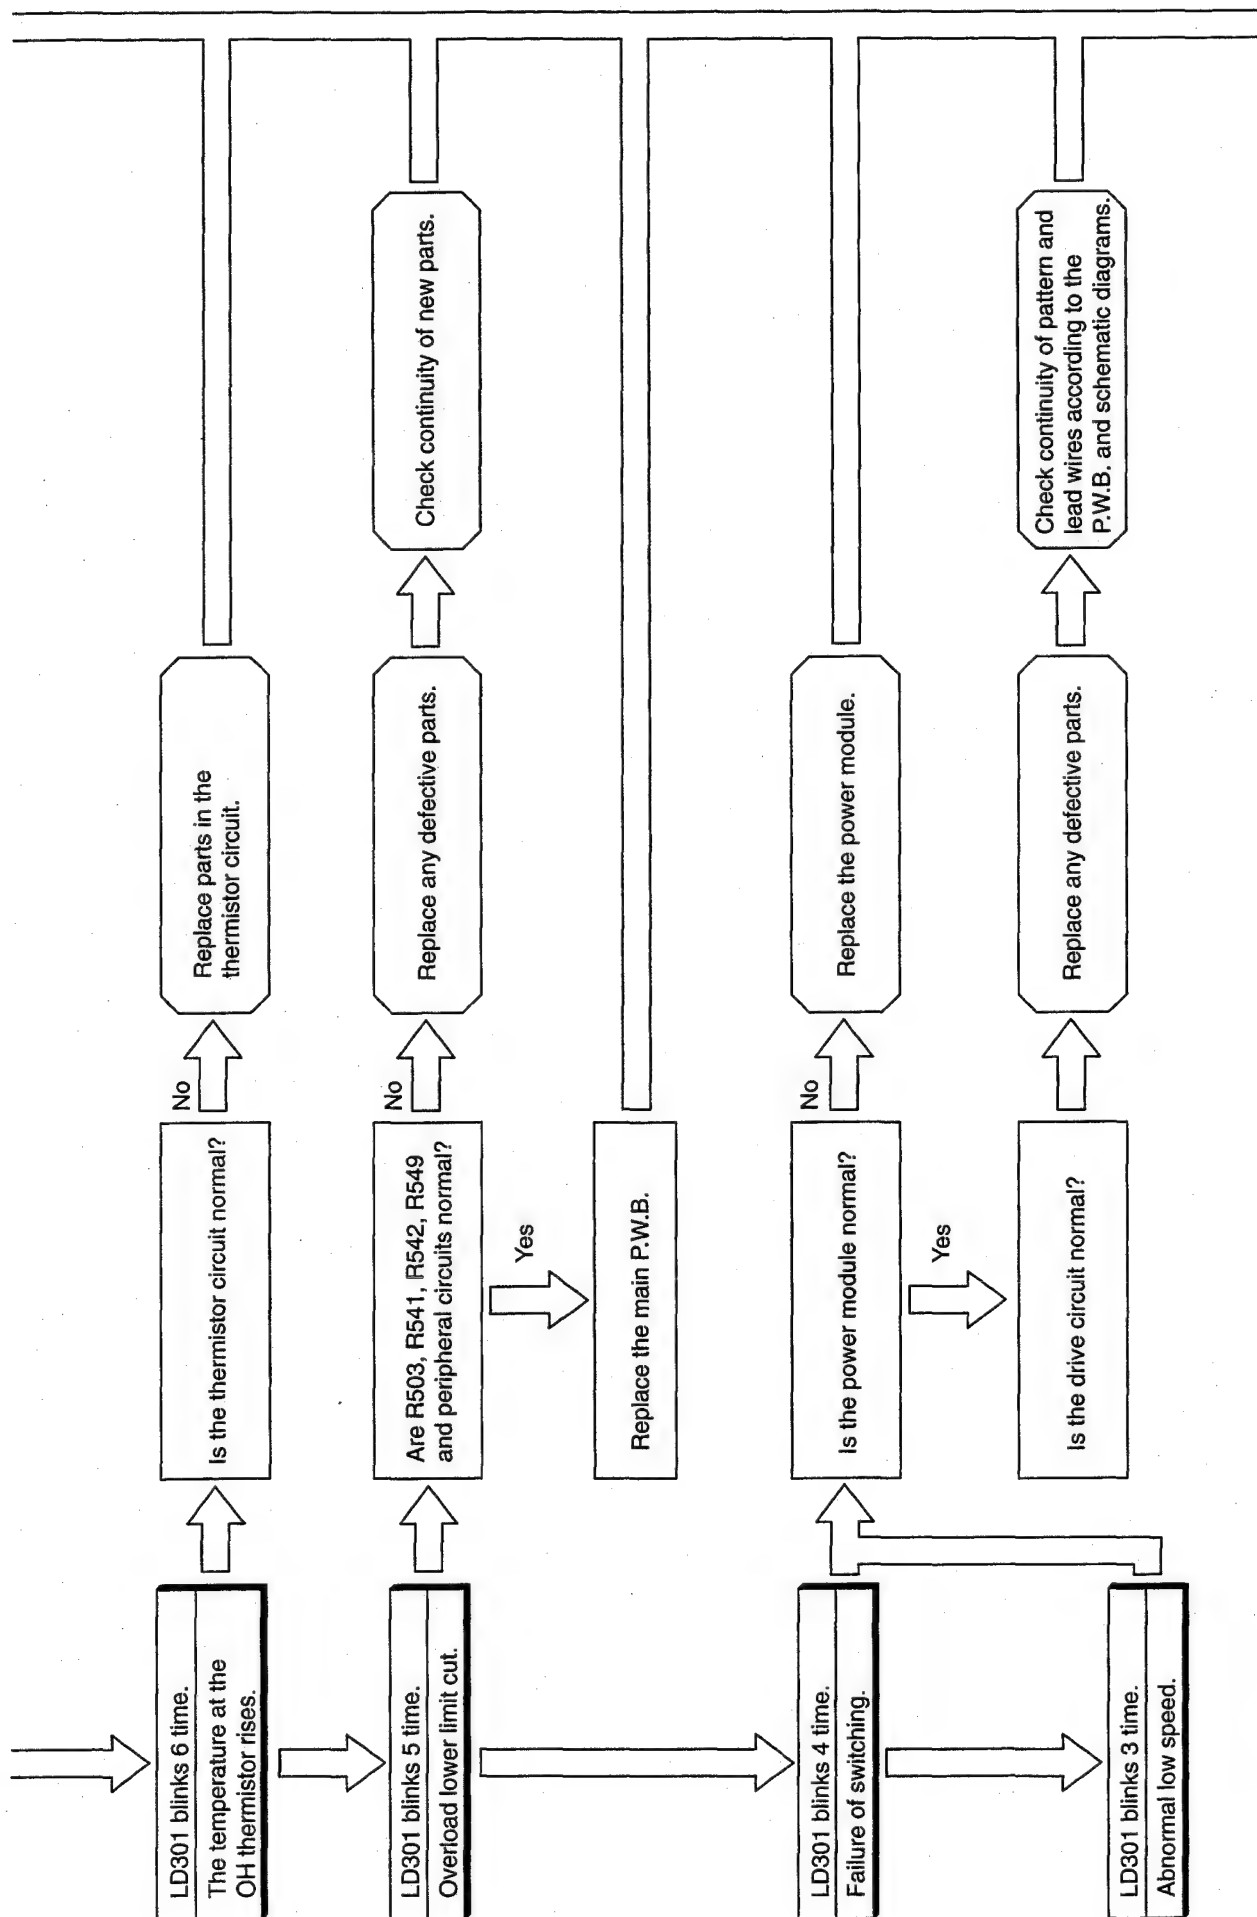 LD301 blinks 6 time.
The temperature at the
OH thermistor rises.
Is the thermistor circuit normal?
No
Replace parts in the
thermistor circuit.
LD301 blinks 5 time.
Overload lower limit cut.
Are R503, R541, R542, R549
and peripheral circuits normal?
No
Replace any defective parts.
Check continuity of new parts.
Yes
Replace the main P.W.B.
LD301 blinks 4 time.
Failure of switching.
Is the power module normal?
No
Replace the power module.
Yes
LD301 blinks 3 time.
Abnormal low speed.
Is the drive circuit normal?
Replace any defective parts.
Check continuity of pattern and
lead wires according to the
P.W.B. and schematic diagrams.